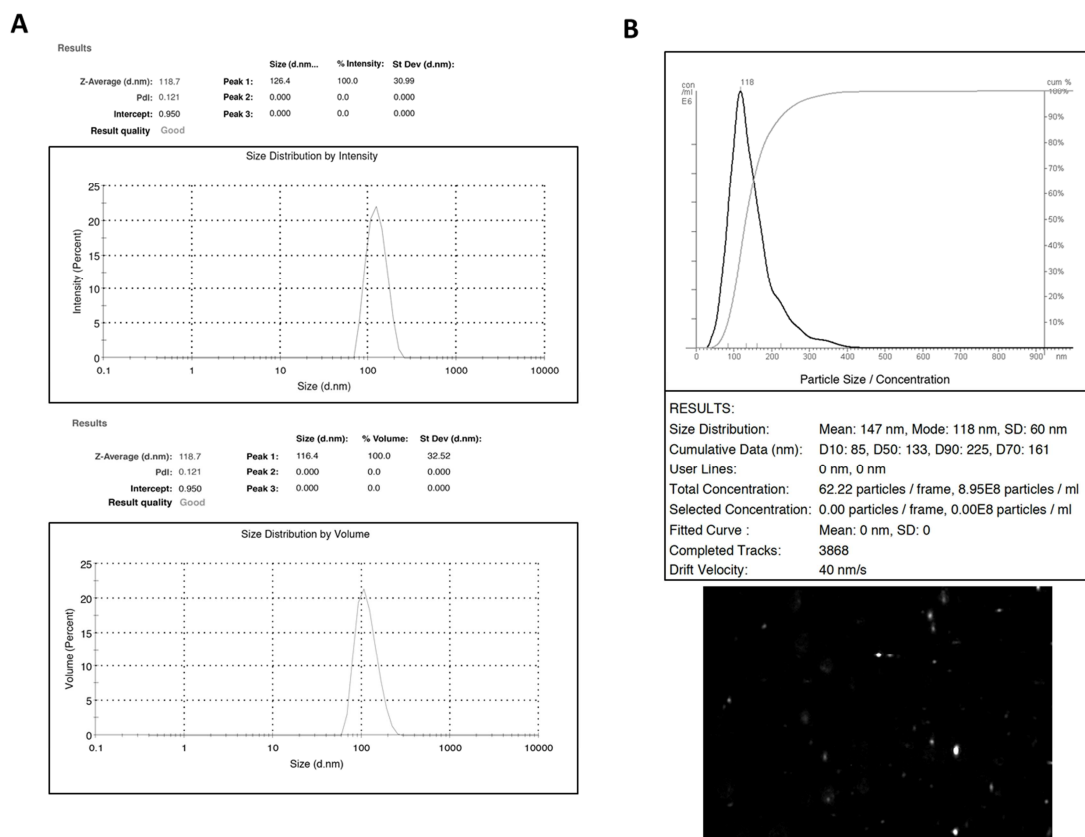 A
Results
Size (d.nm... % Intensity: St Dev (d.nm):
Z-Average (d.nm): 118.7 Peak 1: 126.4 100.0 30.99
PdI: 0.121 Peak 2: 0.000 0.0 0.000
Intercept: 0.950 Peak 3: 0.000 0.0 0.000
Result quality Good
Size Distribution by Intensity
Intensity (Percent)
25
20
15
10
5
0
0.1 1 10 100 1000 10000
Size (d.nm)
Results
Size (d.nm): % Volume: St Dev (d.nm):
Z-Average (d.nm): 118.7 Peak 1: 116.4 100.0 32.52
PdI: 0.121 Peak 2: 0.000 0.0 0.000
Intercept: 0.950 Peak 3: 0.000 0.0 0.000
Result quality Good
Size Distribution by Volume
Volume (Percent)
25
20
15
10
5
0
0.1 1 10 100 1000 10000
Size (d.nm)
B
con
/ml
E6
118
cum %
100%
90%
80%
70%
60%
50%
40%
30%
20%
10%
0 100 200 300 400 500 600 700 800 900 nm
Particle Size / Concentration
RESULTS:
Size Distribution: Mean: 147 nm, Mode: 118 nm, SD: 60 nm
Cumulative Data (nm): D10: 85, D50: 133, D90: 225, D70: 161
User Lines: 0 nm, 0 nm
Total Concentration: 62.22 particles / frame, 8.95E8 particles / ml
Selected Concentration: 0.00 particles / frame, 0.00E8 particles / ml
Fitted Curve : Mean: 0 nm, SD: 0
Completed Tracks: 3868
Drift Velocity: 40 nm/s